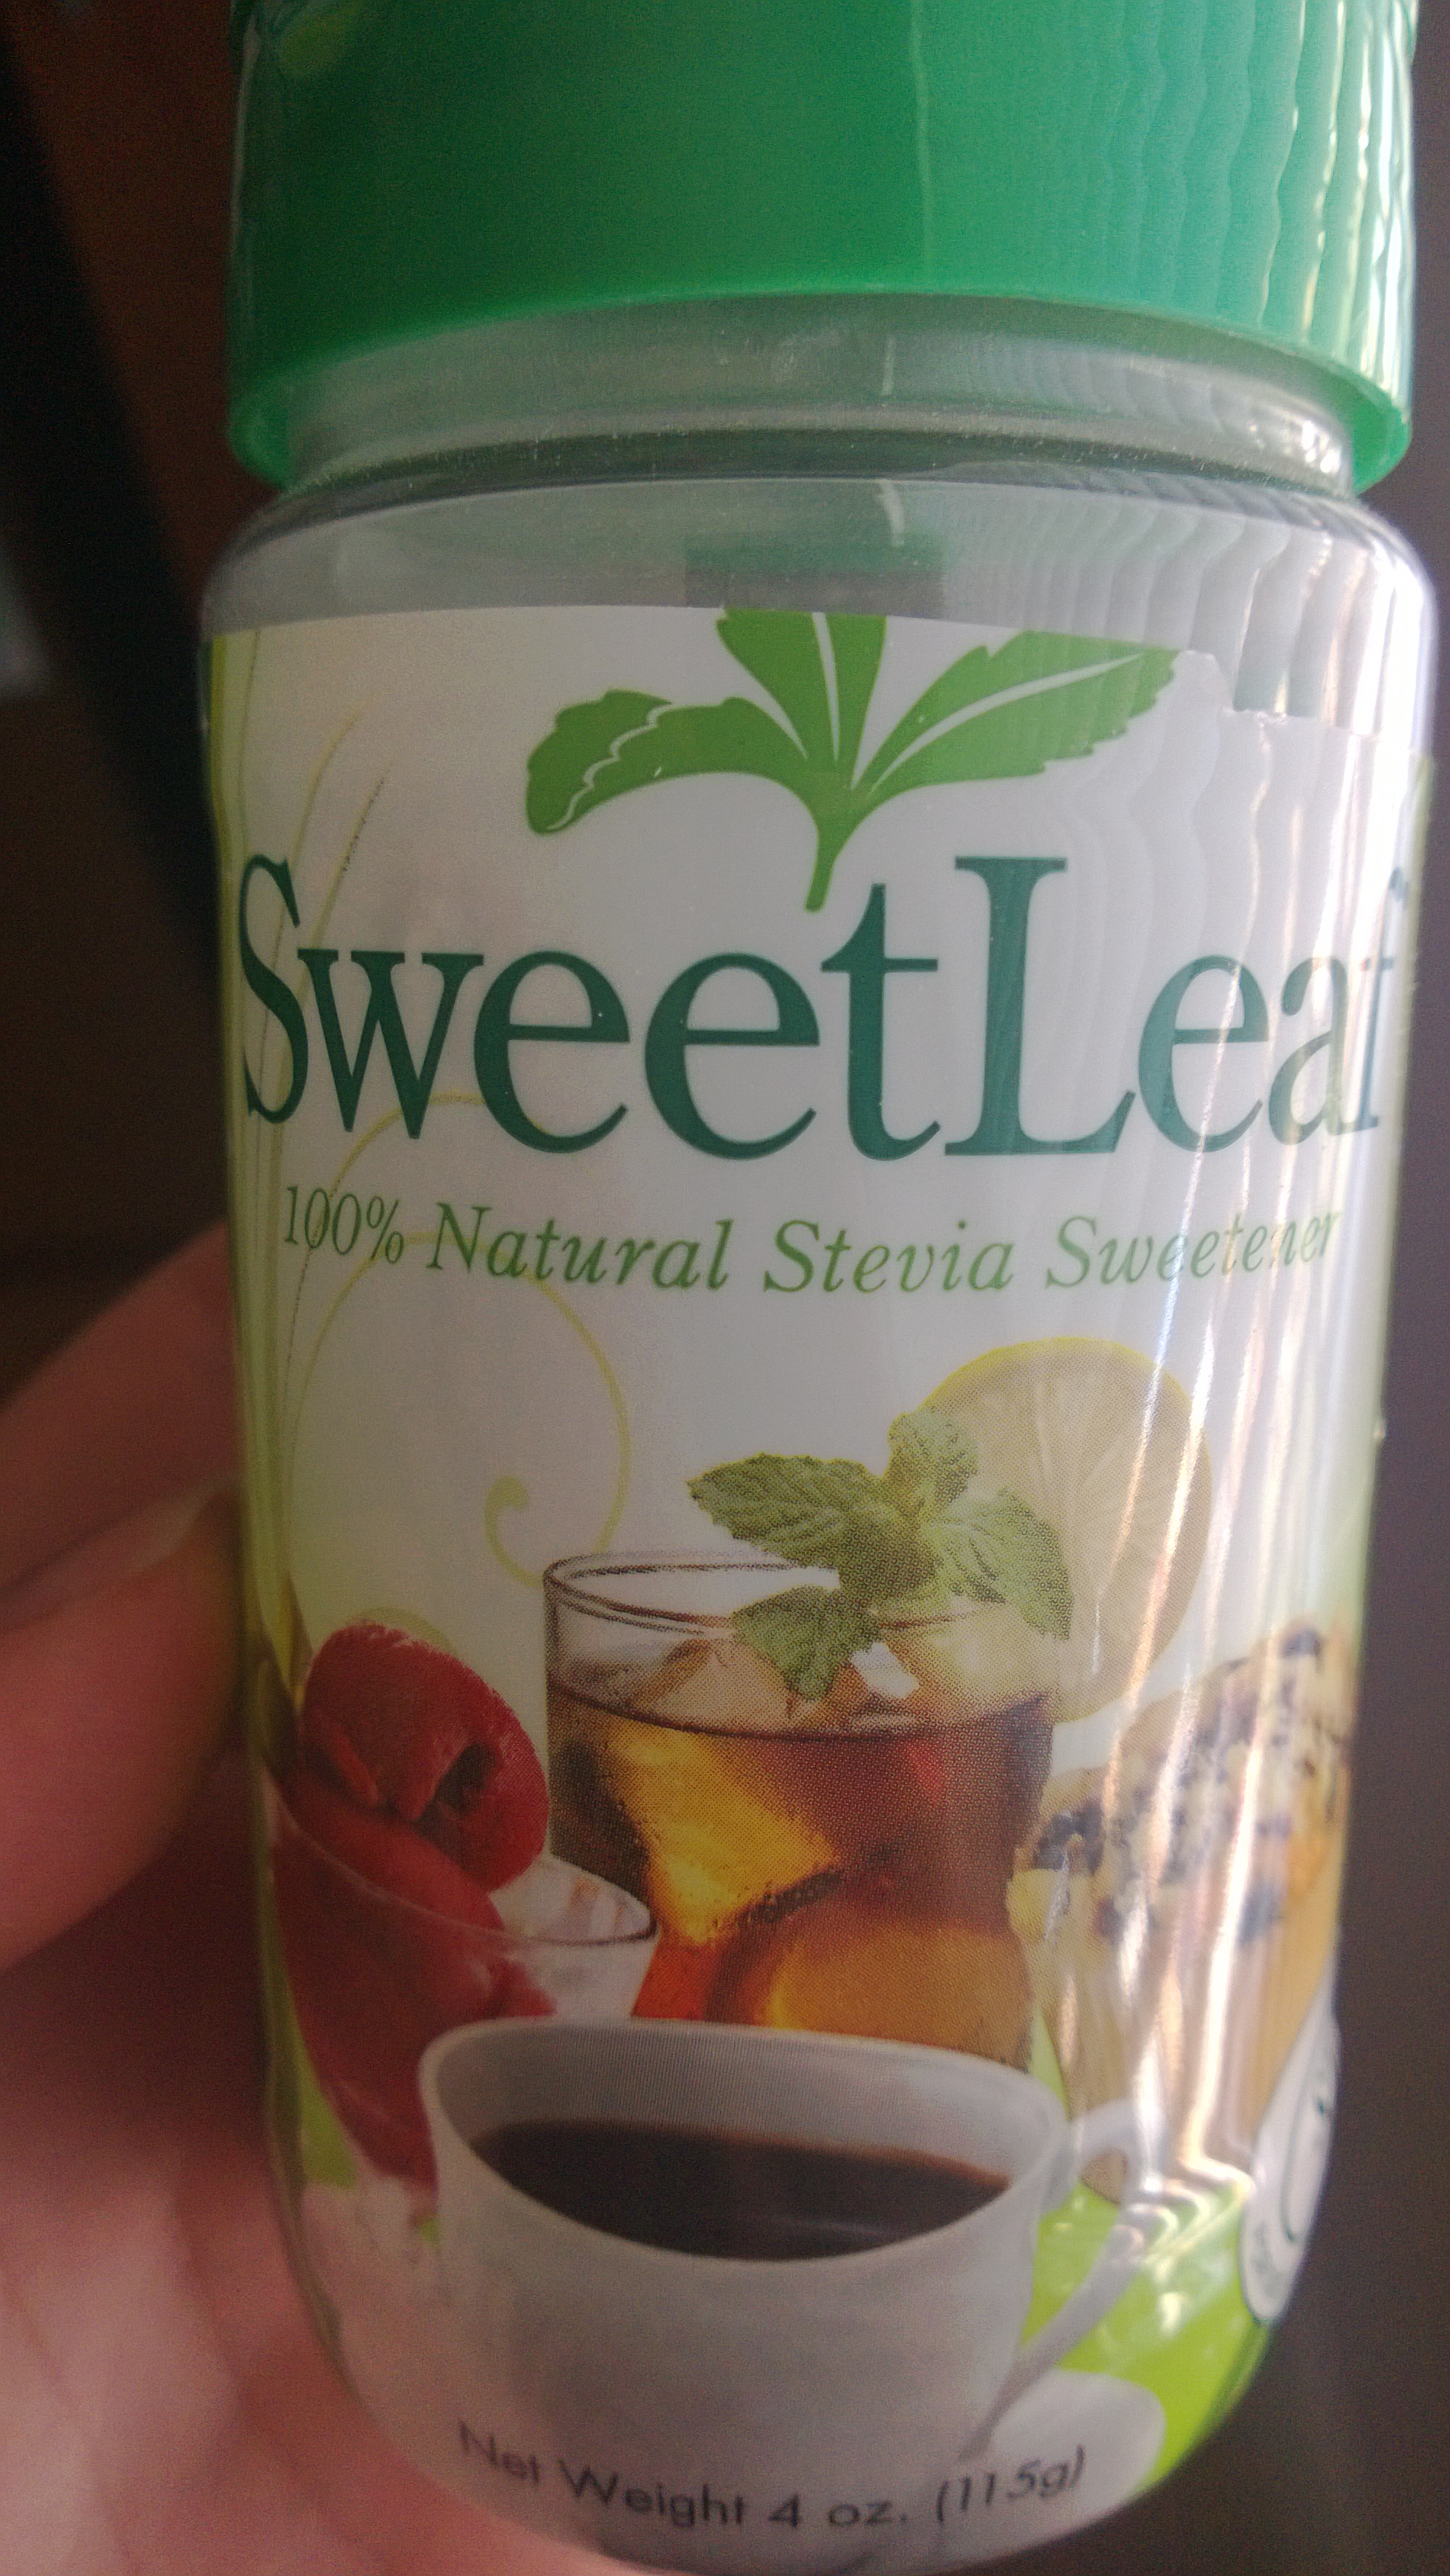 SweetLeaf
100% Natural Stevia Sweetener
Net Weight 4 oz. (115g)